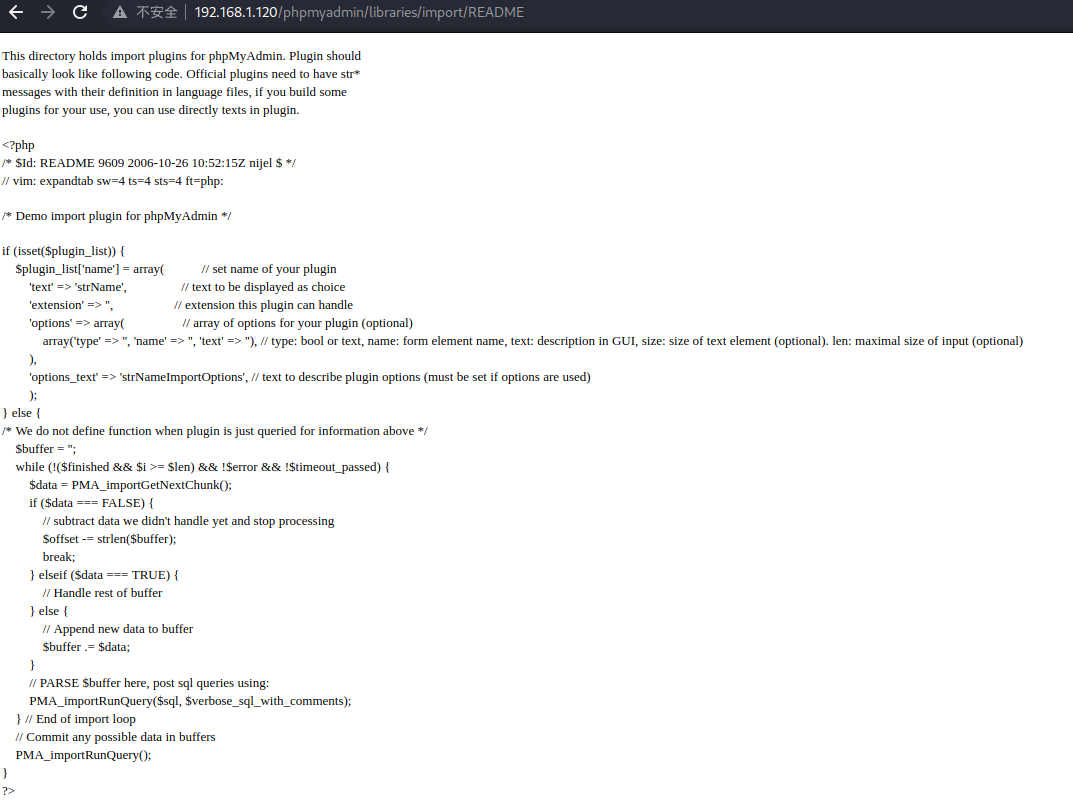 不安全 | 192.168.1.120/phpmyadmin/libraries/import/README
This directory holds import plugins for phpMyAdmin. Plugin should
basically look like following code. Official plugins need to have str*
messages with their definition in language files, if you build some
plugins for your use, you can use directly texts in plugin.
<?php
/* $Id: README 9609 2006-10-26 10:52:15Z nijel $ */
// vim: expandtab sw=4 ts=4 sts=4 ft=php:
/* Demo import plugin for phpMyAdmin */
if (isset($plugin_list)) {
    $plugin_list['name'] = array(           // set name of your plugin
        'text' => 'strName',                // text to be displayed as choice
        'extension' => '',                  // extension this plugin can handle
        'options' => array(                 // array of options for your plugin (optional)
            array('type' => '', 'name' => '', 'text' => ''), // type: bool or text, name: form element name, text: description in GUI, size: size of text element (optional). len: maximal size of input (optional)
        ),
        'options_text' => 'strNameImportOptions', // text to describe plugin options (must be set if options are used)
        );
} else {
/* We do not define function when plugin is just queried for information above */
    $buffer = '';
    while (!($finished && $i >= $len) && !$error && !$timeout_passed) {
        $data = PMA_importGetNextChunk();
        if ($data === FALSE) {
            // subtract data we didn't handle yet and stop processing
            $offset -= strlen($buffer);
            break;
        } elseif ($data === TRUE) {
            // Handle rest of buffer
        } else {
            // Append new data to buffer
            $buffer .= $data;
        }
        // PARSE $buffer here, post sql queries using:
        PMA_importRunQuery($sql, $verbose_sql_with_comments);
    } // End of import loop
    // Commit any possible data in buffers
    PMA_importRunQuery();
}
?>